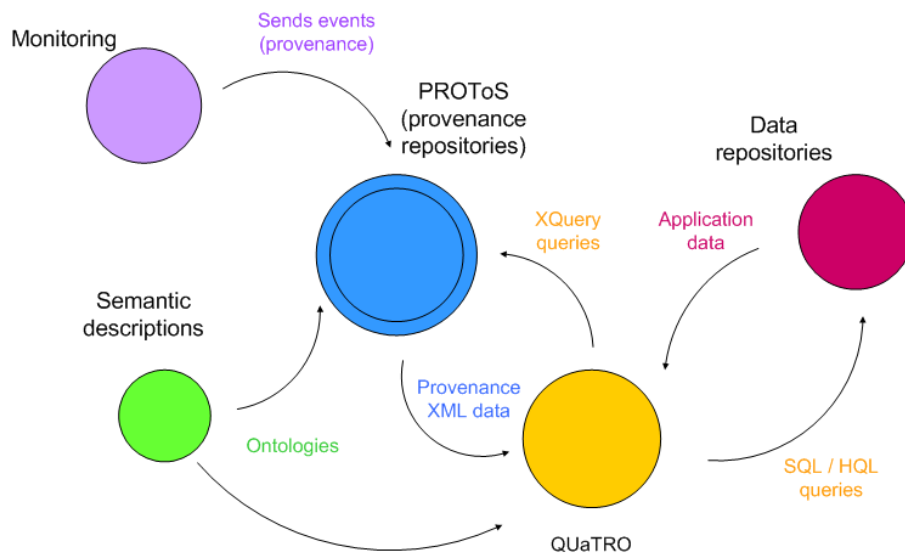 Sends events
(provenance)
Monitoring
PROToS
(provenance
repositories)
Data
repositories
XQuery
queries
Application
data
Semantic
descriptions
Provenance
XML data
Ontologies
SQL / HQL
queries
QUaTRO